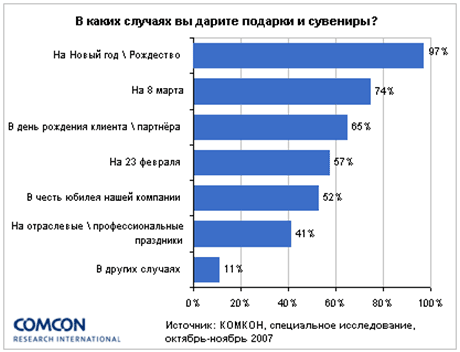 В каких случаях вы дарите подарки и сувениры?
На Новый год \ Рождество
97%
На 8 марта
74%
В день рождения клиента \ партнёра
65%
На 23 февраля
57%
В честь юбилея нашей компании
52%
На отраслевые \ профессиональные
праздники
41%
В других случаях
11%
0% 20% 40% 60% 80% 100%
COMCON
RESEARCH INTERNATIONAL
Источник: КОМКОН, специальное исследование,
октябрь-ноябрь 2007